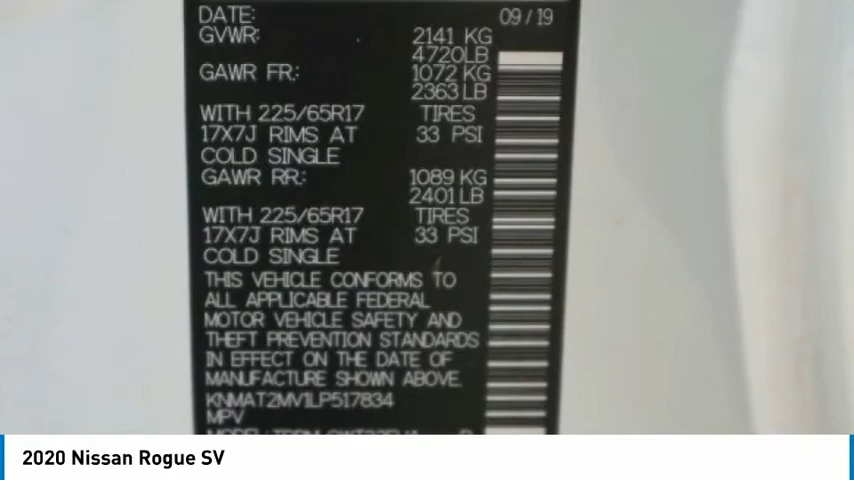 DATE: 09/19
GVWR: 2141 KG
4720LB
GAWR FR: 1072 KG
2363 LB
WITH 225/65R17 TIRES
17X7J RIMS AT 33 PSI
COLD SINGLE
GAWR RR: 1089 KG
2401 LB
WITH 225/65R17 TIRES
17X7J RIMS AT 33 PSI
COLD SINGLE
THIS VEHICLE CONFORMS TO
ALL APPLICABLE FEDERAL
MOTOR VEHICLE SAFETY AND
THEFT PREVENTION STANDARDS
IN EFFECT ON THE DATE OF
MANUFACTURE SHOWN ABOVE.
KNMAT2MV1LP517834
MPV
2020 Nissan Rogue SV